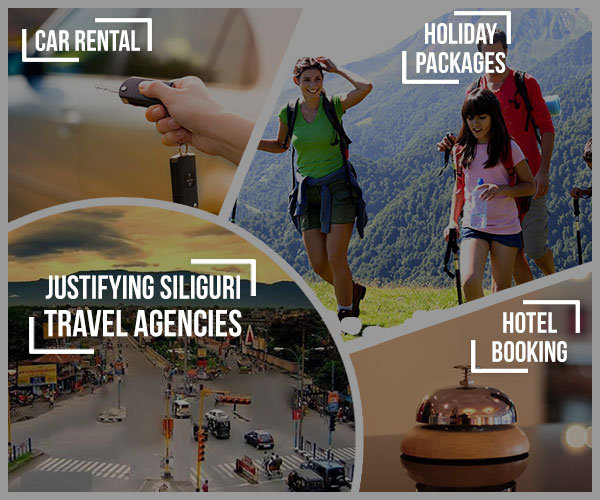 CAR RENTAL
HOLIDAY
PACKAGES
JUSTIFYING SILIGURI
TRAVEL AGENCIES
HOTEL
BOOKING